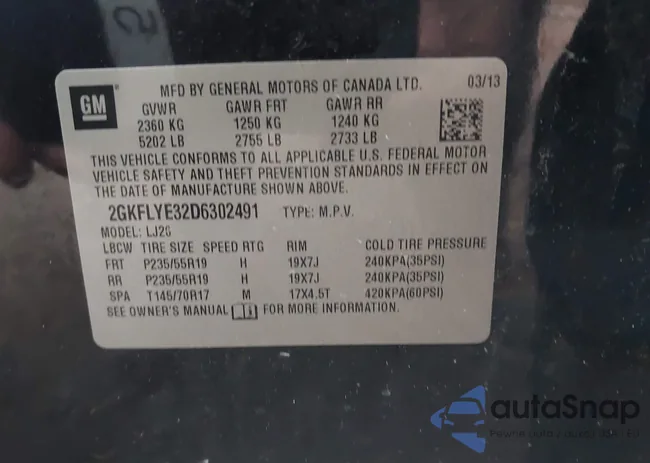 5
MFD BY GENERAL MOTORS OF CANADA LTD. 03/13
GM
GVWR GAWR FRT GAWR RR
2360 KG 1250 KG 1240 KG
5202 LB 2755 LB 2733 LB
THIS VEHICLE CONFORMS TO ALL APPLICABLE U.S. FEDERAL MOTOR
VEHICLE SAFETY AND THEFT PREVENTION STANDARDS IN EFFECT ON
THE DATE OF MANUFACTURE SHOWN ABOVE.
2GKFLYE32D6302491 TYPE: M.P.V.
MODEL: LJ26
LBCW TIRE SIZE SPEED RTG RIM COLD TIRE PRESSURE
FRT P235/55R19 H 19X7J 240KPA(35PSI)
RR P235/55R19 H 19X7J 240KPA(35PSI)
SPA T145/70R17 M 17X4.5T 420KPA(60PSI)
SEE OWNER'S MANUAL FOR MORE INFORMATION.
autaSnap